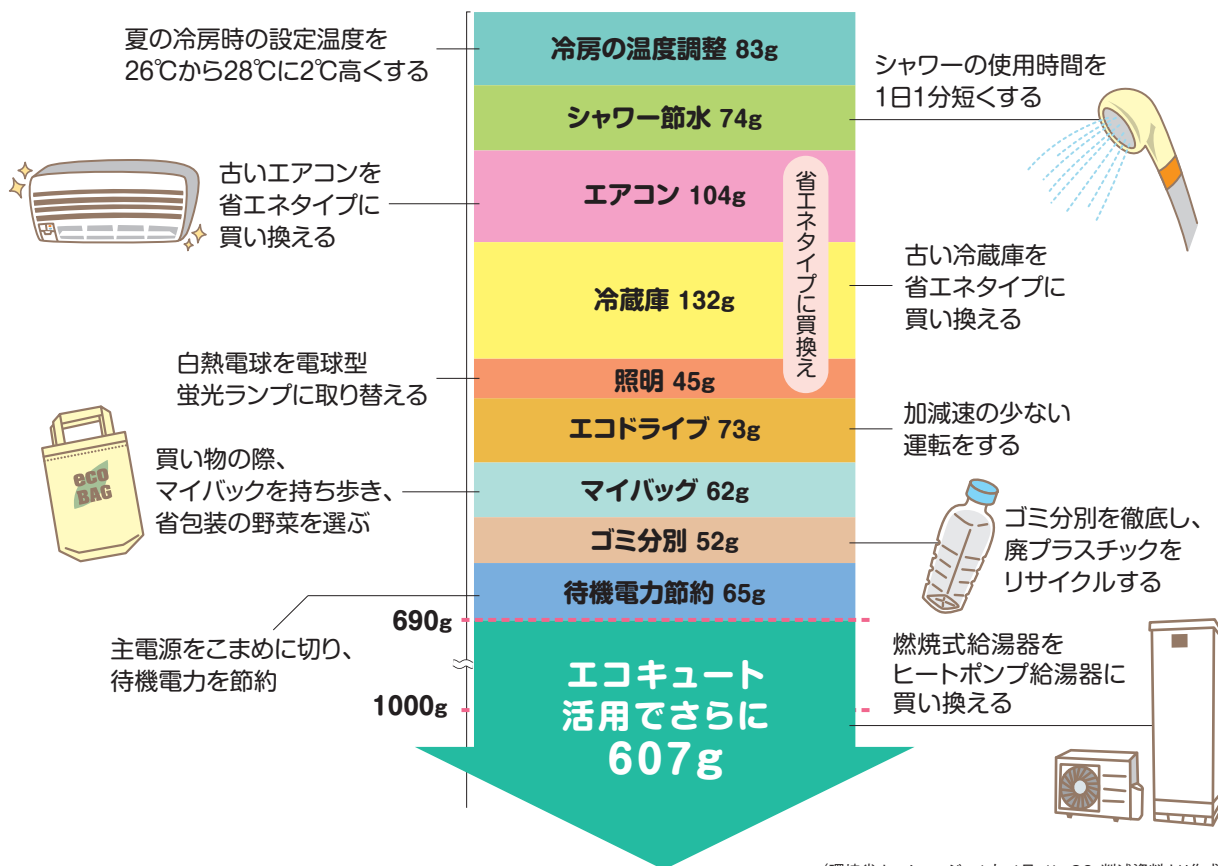 夏の冷房時の設定温度を
26℃から28℃に2℃高くする
冷房の温度調整 83g
シャワーの使用時間を
1日1分短くする
シャワー節水 74g
古いエアコンを
省エネタイプに
買い換える
エアコン 104g
省エネタイプに買換え
古い冷蔵庫を
省エネタイプに
買い換える
冷蔵庫 132g
白熱電球を電球型
蛍光ランプに取り替える
照明 45g
エコドライブ 73g
加減速の少ない
運転をする
eco
BAG
買い物の際、
マイバックを持ち歩き、
省包装の野菜を選ぶ
マイバッグ 62g
ゴミ分別 52g
ゴミ分別を徹底し、
廃プラスチックを
リサイクルする
待機電力節約 65g
主電源をこまめに切り、
待機電力を節約
690g
1000g
エコキュート
活用でさらに
607g
燃焼式給湯器を
ヒートポンプ給湯器に
買い換える